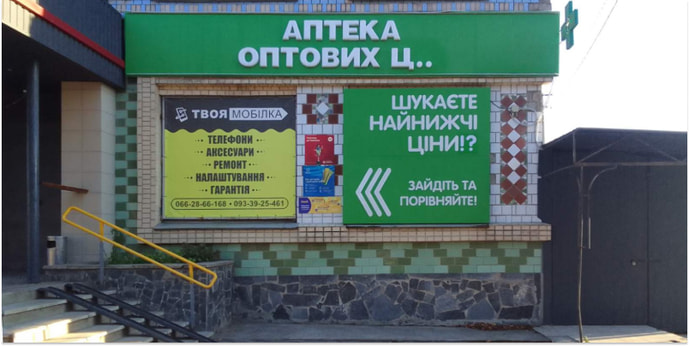 АПТЕКА
ОПТОВИХ Ц..
ТВОЯ МОБІЛКА
ТЕЛЕФОНИ
АКСЕСУАРИ
РЕМОНТ
НАЛАШТУВАННЯ
ГАРАНТІЯ
066-28-66-168 • 093-39-25-461
ШУКАЄТЕ
НАЙНИЖЧІ
ЦІНИ!?
ЗАЙДІТЬ ТА
ПОРІВНЯЙТЕ!